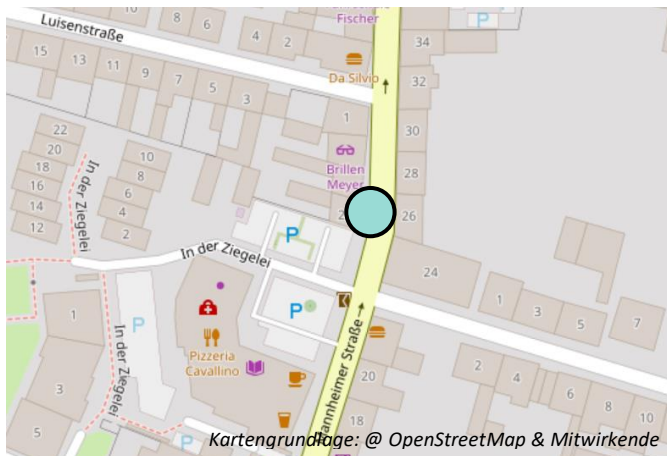 Fischer
10
8
6
4
2
34
P
Luisenstraße
Da Silvio
15
13
11
9
7
5
3
32
1
30
22
20
18
16
14
12
In der Ziegelei
10
8
6
4
2
Brillen
Meyer
28
26
P
In der Ziegelei
24
1
3
5
7
P
P
1
3
5
In der Ziegelei
Pizzeria
Cavallino
Mannheimer Straße
20
18
2
4
6
8
10
P
Kartengrundlage: @ OpenStreetMap & Mitwirkende